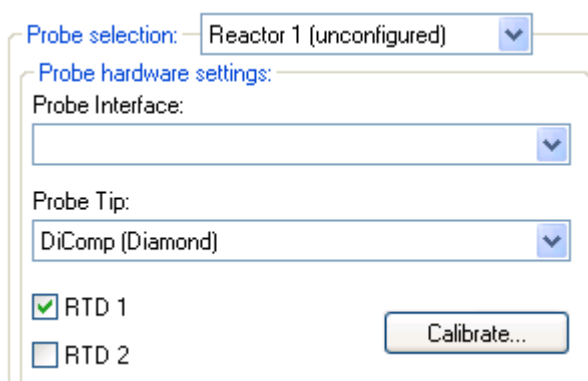 Probe selection: Reactor 1 (unconfigured)
Probe hardware settings:
Probe Interface:
Probe Tip:
DiComp (Diamond)
RTD 1
Calibrate...
RTD 2